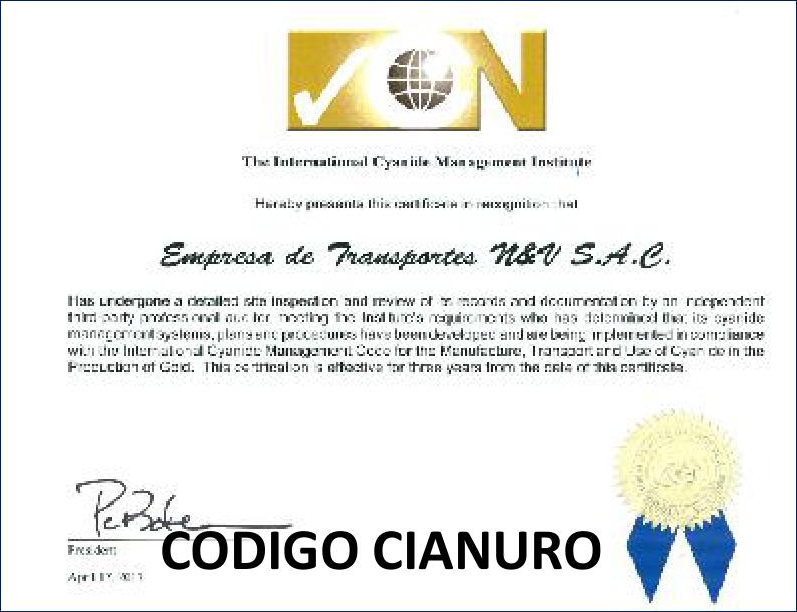 The International Cyanide Management Institute
Hereby presents this certificate in recognition that
Empresa de Transportes N&V S.A.C.
Has undergone a detailed site inspection and review of its records and documentation by an independent
third-party professional auditor meeting the Institute's requirements who has determined that its cyanide
management systems, plans and procedures have been developed and are being implemented in compliance
with the International Cyanide Management Code for the Manufacture, Transport and Use of Cyanide in the
Production of Gold. This certification is effective for three years from the date of this certificate.
President
CODIGO CIANURO
April 17,